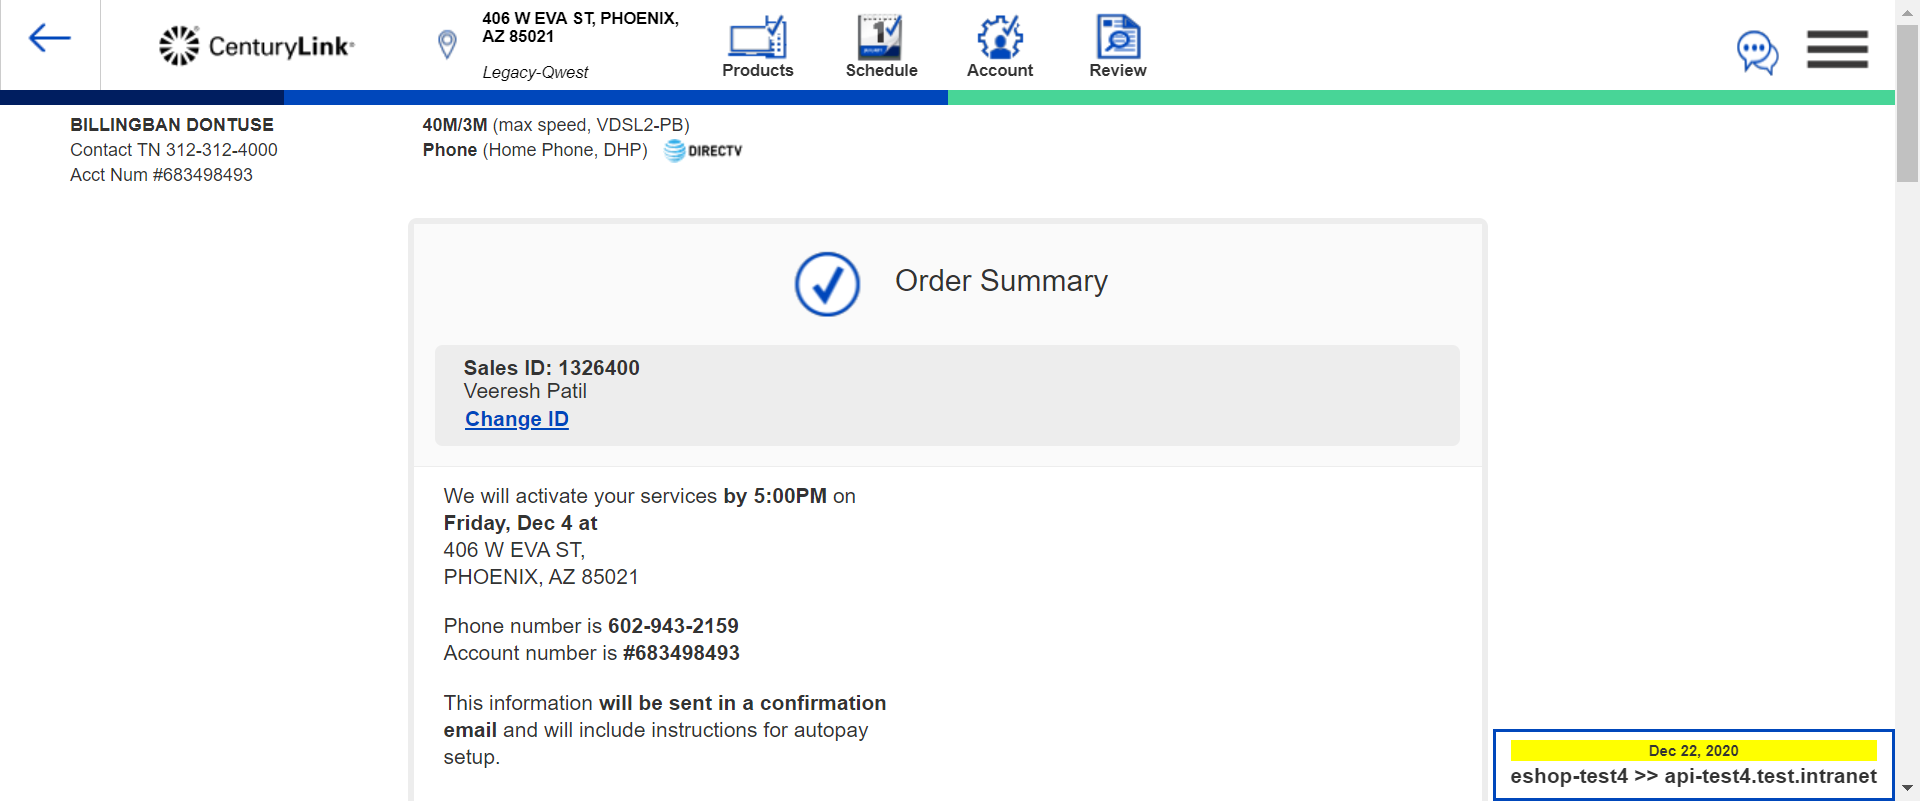 CenturyLink
406 W EVA ST, PHOENIX,
AZ 85021
Legacy-Qwest
1
Products
Schedule
Account
Review
BILLINGBAN DONTUSE
Contact TN 312-312-4000
Acct Num #683498493
40M/3M (max speed, VDSL2-PB)
Phone (Home Phone, DHP) DIRECTV
Order Summary
Sales ID: 1326400
Veeresh Patil
Change ID
We will activate your services by 5:00PM on
Friday, Dec 4 at
406 W EVA ST,
PHOENIX, AZ 85021
Phone number is 602-943-2159
Account number is #683498493
This information will be sent in a confirmation
email and will include instructions for autopay
setup.
Dec 22, 2020
eshop-test4 >> api-test4.test.intranet